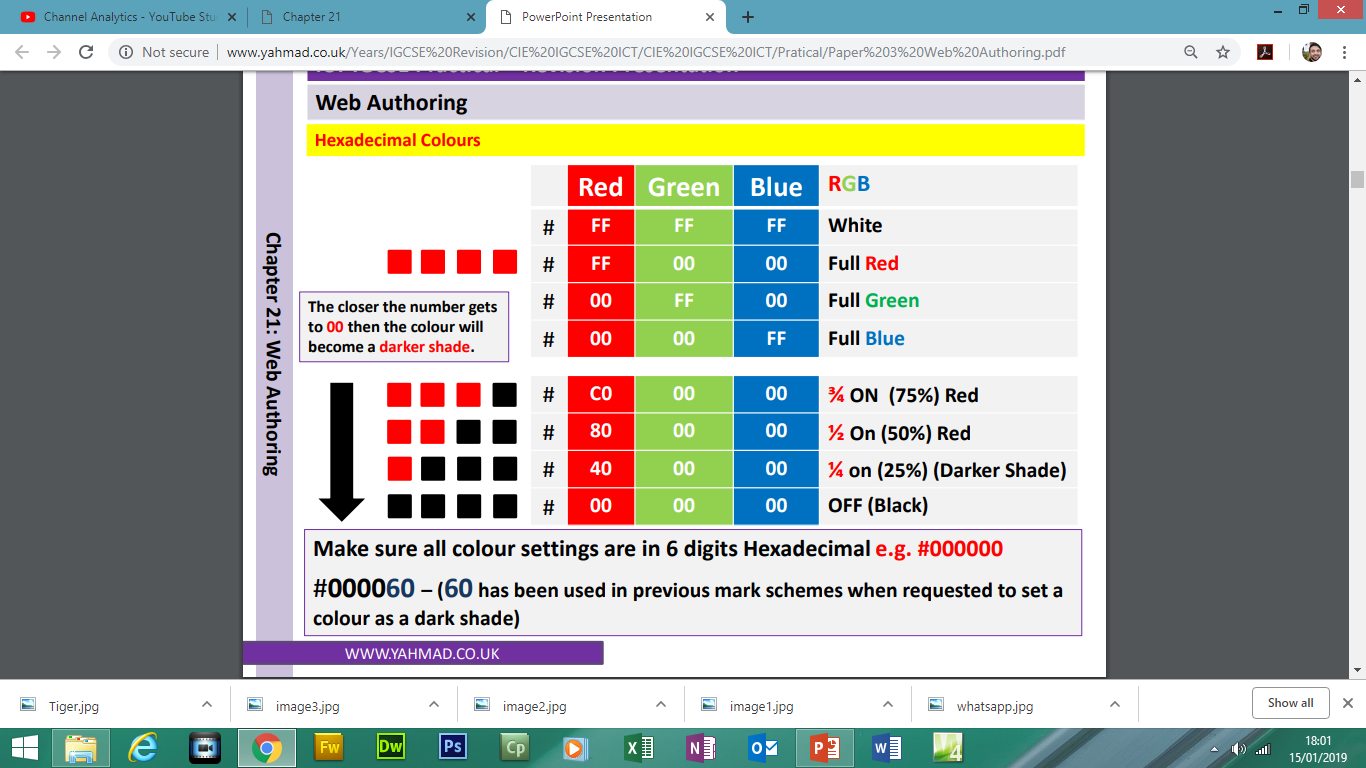 Channel Analytics - YouTube Stu
Chapter 21
PowerPoint Presentation
Not secure
www.yahmad.co.uk/Years/IGCSE%20Revision/CIE%20IGCSE%20ICT/CIE%20IGCSE%20ICT/Pratical/Paper%203%20Web%20Authoring.pdf
Web Authoring
Hexadecimal Colours
Chapter 21: Web Authoring
Red Green Blue RGB
# FF FF FF White
# FF 00 00 Full Red
# 00 FF 00 Full Green
# 00 00 FF Full Blue
The closer the number gets
to 00 then the colour will
become a darker shade.
# C0 00 00 ¾ ON (75%) Red
# 80 00 00 ½ On (50%) Red
# 40 00 00 ¼ on (25%) (Darker Shade)
# 00 00 00 OFF (Black)
Make sure all colour settings are in 6 digits Hexadecimal e.g. #000000
#000060 – (60 has been used in previous mark schemes when requested to set a
colour as a dark shade)
WWW.YAHMAD.CO.UK
Tiger.jpg
image3.jpg
image2.jpg
image1.jpg
whatsapp.jpg
Show all
Fw Dw Ps Cp
18:01
15/01/2019